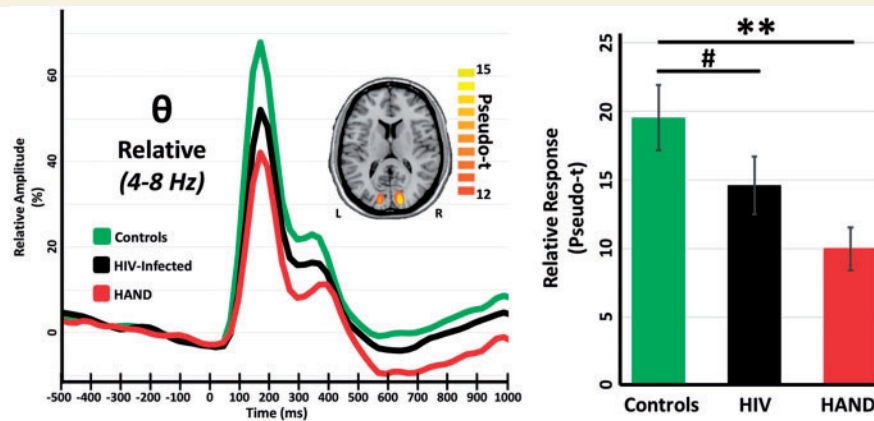 60
40
20
0
Relative Amplitude
(%)
θ
Relative
(4-8 Hz)
Controls
HIV-Infected
HAND
L
R
15
Pseudo-t
12
-500 -400 -300 -200 -100 0 100 200 300 400 500 600 700 800 900 1000
Time (ms)
**
#
25
20
15
10
5
0
Relative Response
(Pseudo-t)
Controls HIV HAND